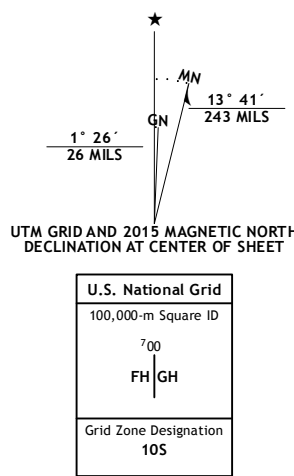 ★
MN
GN
13° 41´
243 MILS
1° 26´
26 MILS
UTM GRID AND 2015 MAGNETIC NORTH
DECLINATION AT CENTER OF SHEET
U.S. National Grid
100,000-m Square ID
⁷00
FH GH
Grid Zone Designation
10S